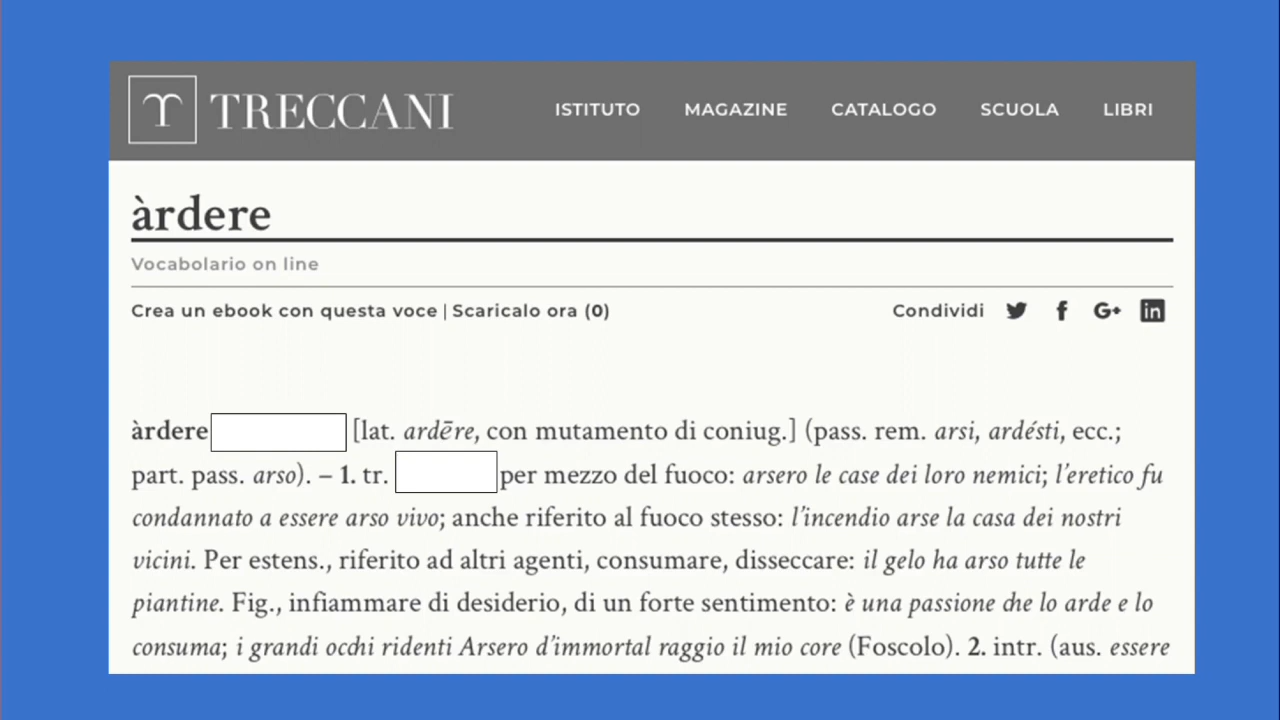 TRECCANI
ISTITUTO MAGAZINE CATALOGO SCUOLA LIBRI
àrdere
Vocabolario on line
Crea un ebook con questa voce | Scaricalo ora (0) Condividi
àrdere [lat. ardēre, con mutamento di coniug.] (pass. rem. arsi, ardésti, ecc.;
part. pass. arso). – 1. tr. per mezzo del fuoco: arsero le case dei loro nemici; l’eretico fu
condannato a essere arso vivo; anche riferito al fuoco stesso: l’incendio arse la casa dei nostri
vicini. Per estens., riferito ad altri agenti, consumare, disseccare: il gelo ha arso tutte le
piantine. Fig., infiammare di desiderio, di un forte sentimento: è una passione che lo arde e lo
consuma; i grandi occhi ridenti Arsero d’immortal raggio il mio core (Foscolo). 2. intr. (aus. essere